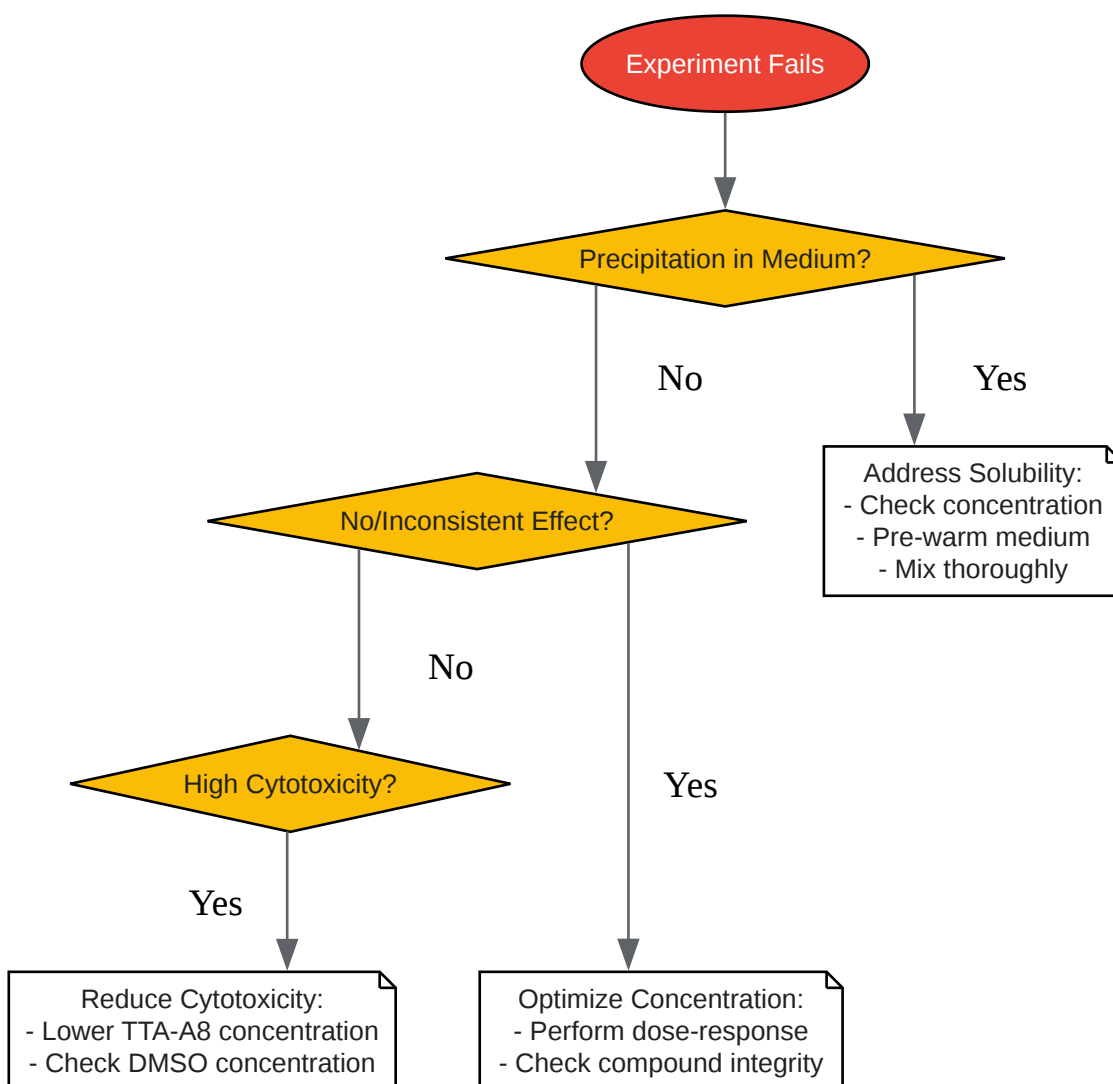 Experiment Fails
Precipitation in Medium?
No
Yes
Address Solubility:
- Check concentration
- Pre-warm medium
- Mix thoroughly
No/Inconsistent Effect?
No
Yes
High Cytotoxicity?
Yes
Reduce Cytotoxicity:
- Lower TTA-A8 concentration
- Check DMSO concentration
Optimize Concentration:
- Perform dose-response
- Check compound integrity